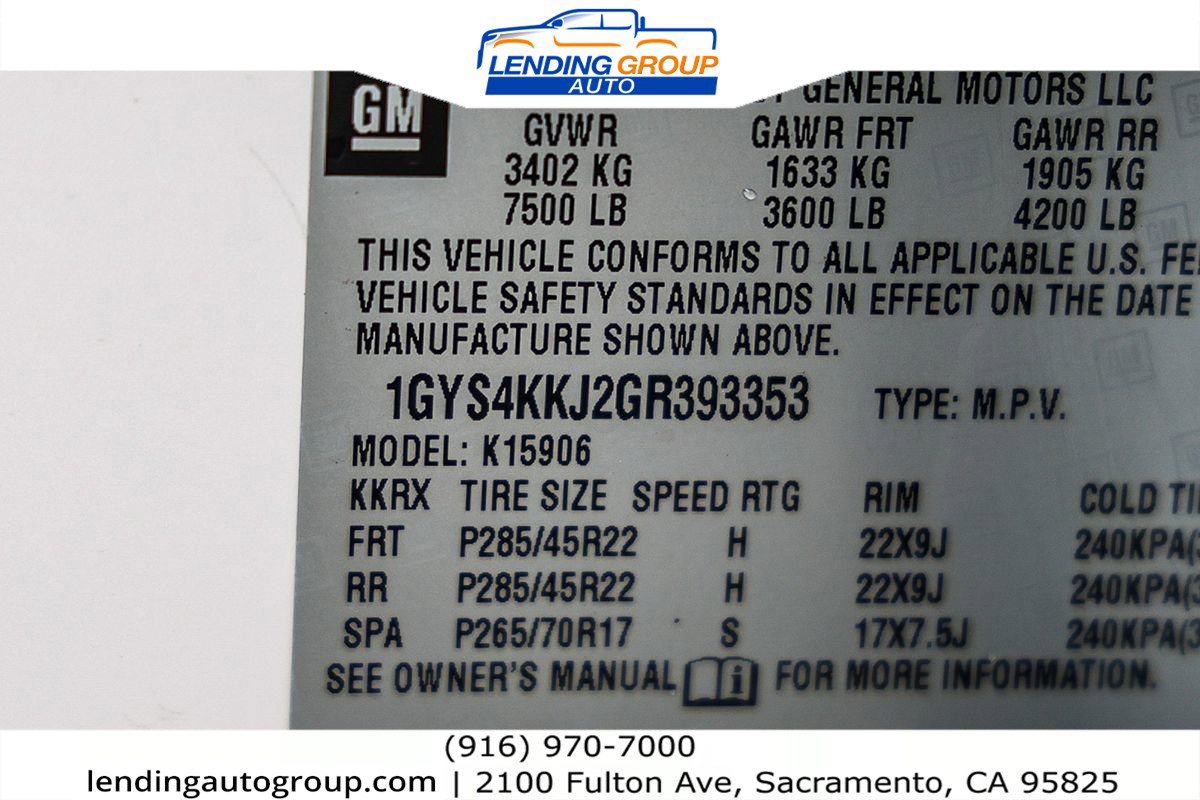 LENDING GROUP
AUTO
GM
GENERAL MOTORS LLC
GVWR GAWR FRT GAWR RR
3402 KG 1633 KG 1905 KG
7500 LB 3600 LB 4200 LB
THIS VEHICLE CONFORMS TO ALL APPLICABLE U.S.
VEHICLE SAFETY STANDARDS IN EFFECT ON THE DATE
MANUFACTURE SHOWN ABOVE.
1GYS4KKJ2GR393353 TYPE: M.P.V.
MODEL: K15906
KKRX TIRE SIZE SPEED RTG RIM COLD
FRT P285/45R22 H 22X9J 240KPA
RR P285/45R22 H 22X9J 240KPA
SPA P265/70R17 S 17X7.5J 240KPA
SEE OWNER'S MANUAL i FOR MORE INFORMATION.
(916) 970-7000
lendingautogroup.com | 2100 Fulton Ave, Sacramento, CA 95825